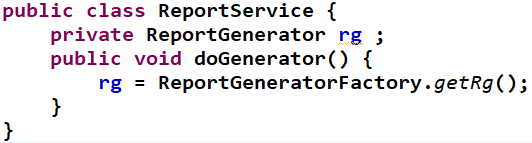 public class ReportService {
    private ReportGenerator rg ;
    public void doGenerator() {
        rg = ReportGeneratorFactory.getRg();
    }
}